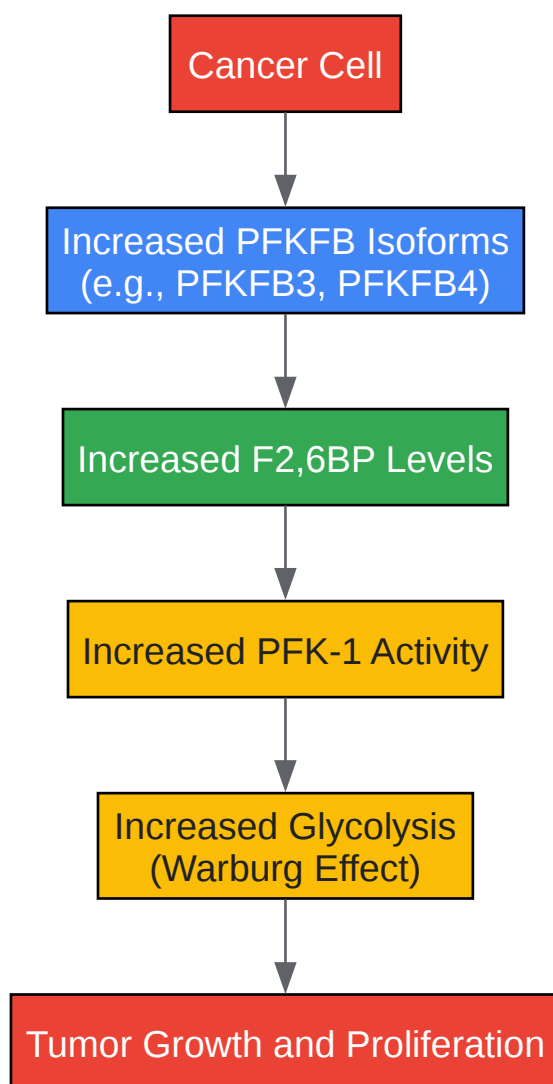 Cancer Cell
Increased PFKFB Isoforms
(e.g., PFKFB3, PFKFB4)
Increased F2,6BP Levels
Increased PFK-1 Activity
Increased Glycolysis
(Warburg Effect)
Tumor Growth and Proliferation